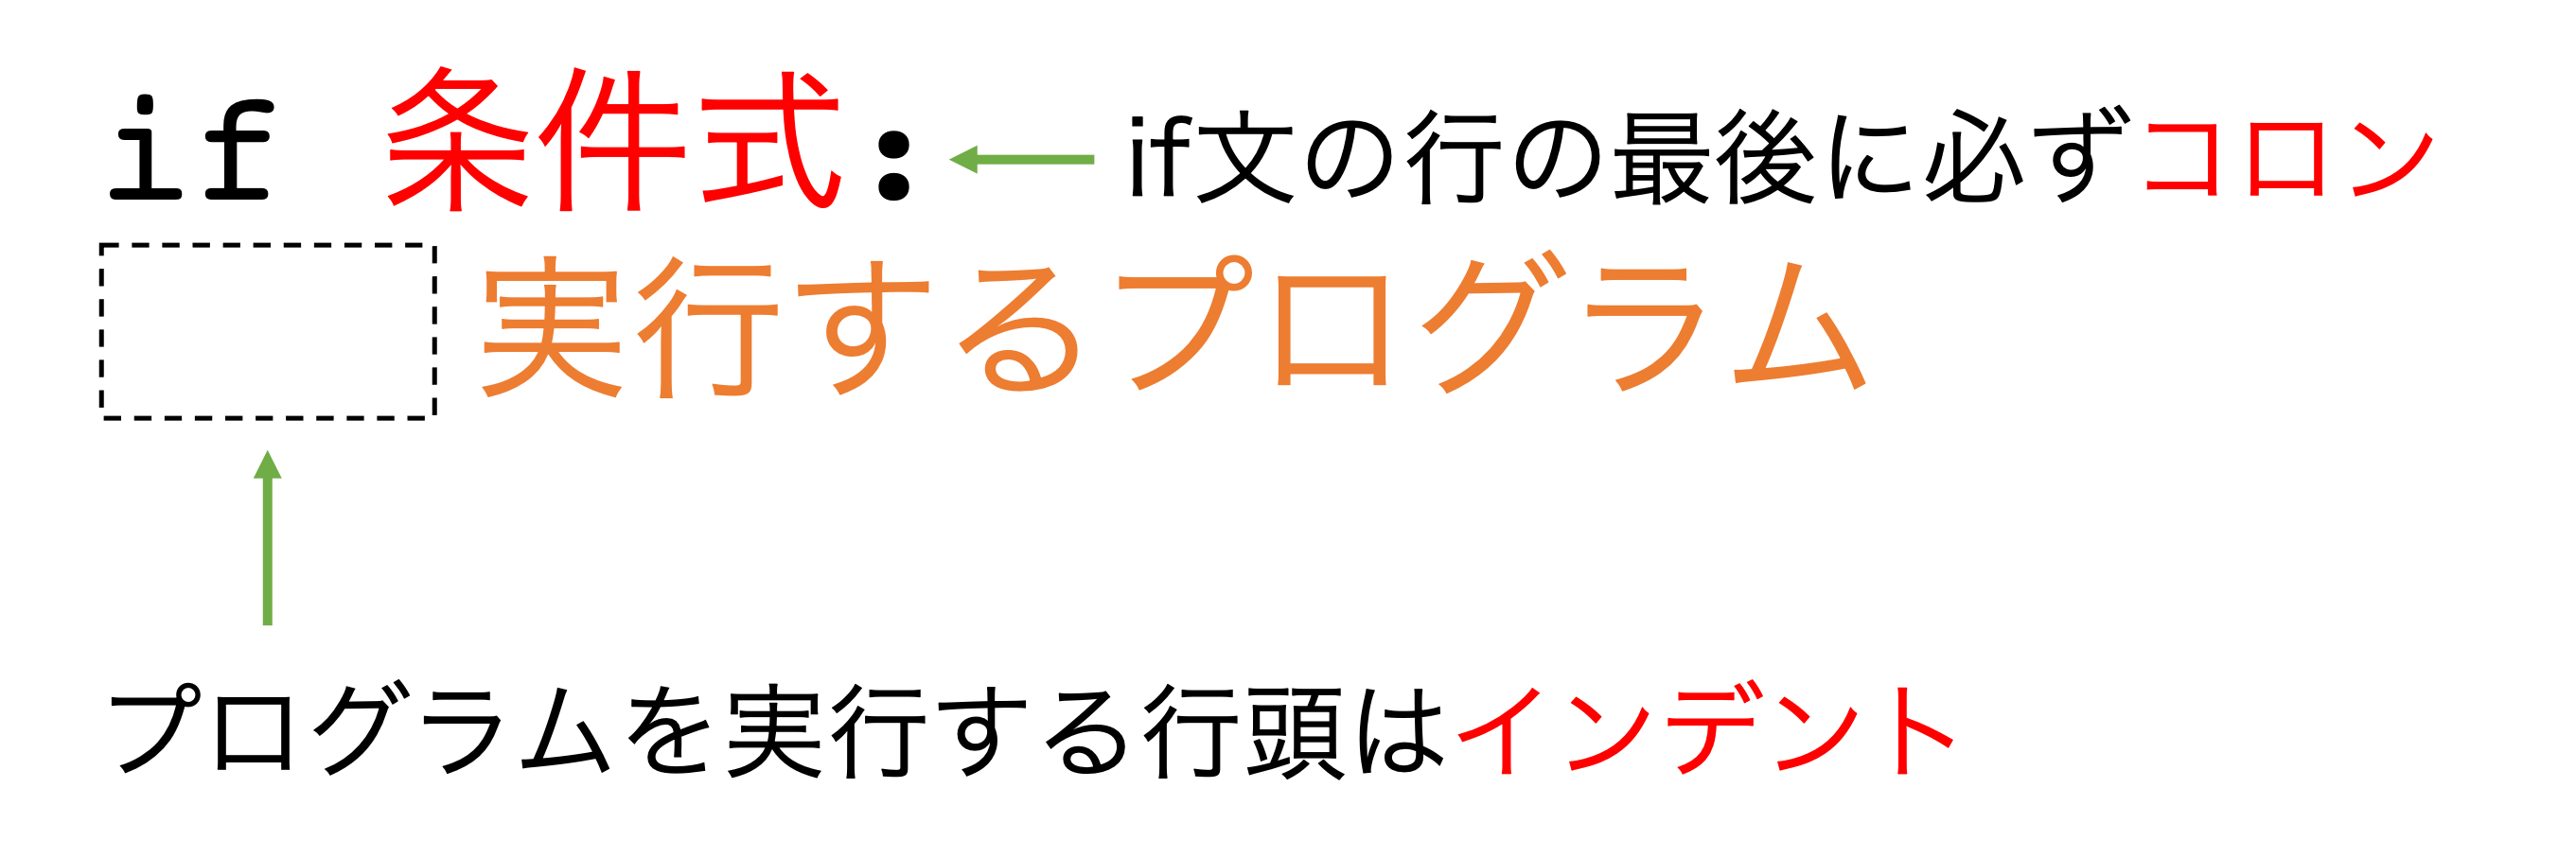 if 条件式:
if文の行の最後に必ずコロン
実行するプログラム
プログラムを実行する行頭はインデント